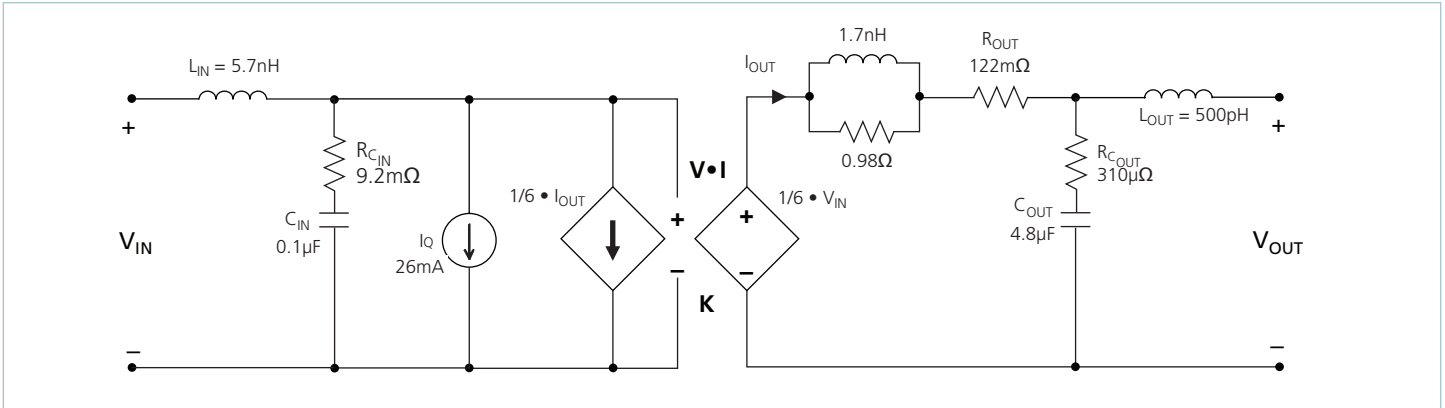 L_IN = 5.7nH
+
R_C_IN
9.2mΩ
C_IN
0.1µF
V_IN
–
I_Q
26mA
1/6 • I_OUT
V•I
+
–
K
+
–
1/6 • V_IN
I_OUT
1.7nH
0.98Ω
R_OUT
122mΩ
L_OUT = 500pH
+
R_C_OUT
310µΩ
C_OUT
4.8µF
V_OUT
–